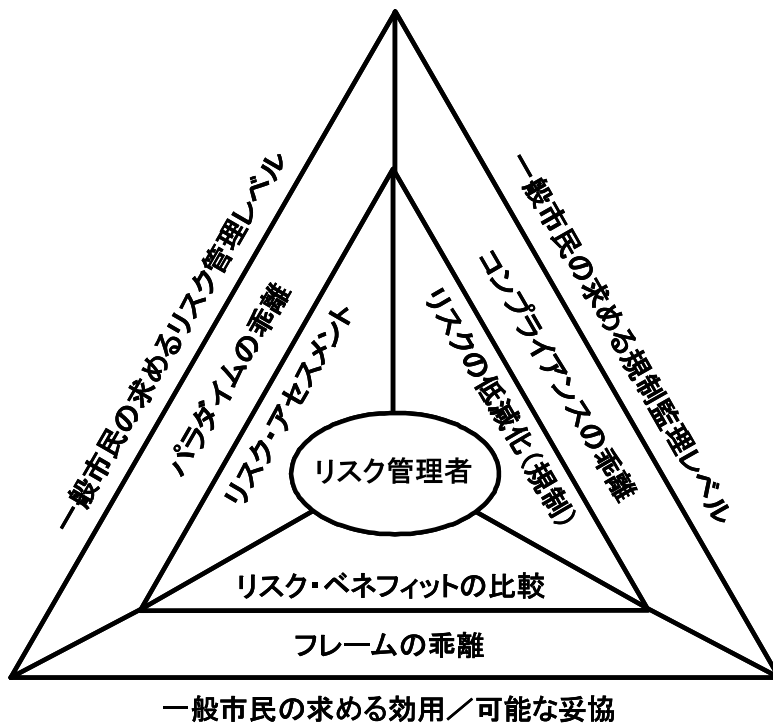 一般市民の求めるリスク管理レベル
パラダイムの乖離
リスク・アセスメント
リスク管理者
リスクの低減化(規制)
コンプライアンスの乖離
一般市民の求める規制監理レベル
リスク・ベネフィットの比較
フレームの乖離
一般市民の求める効用／可能な妥協